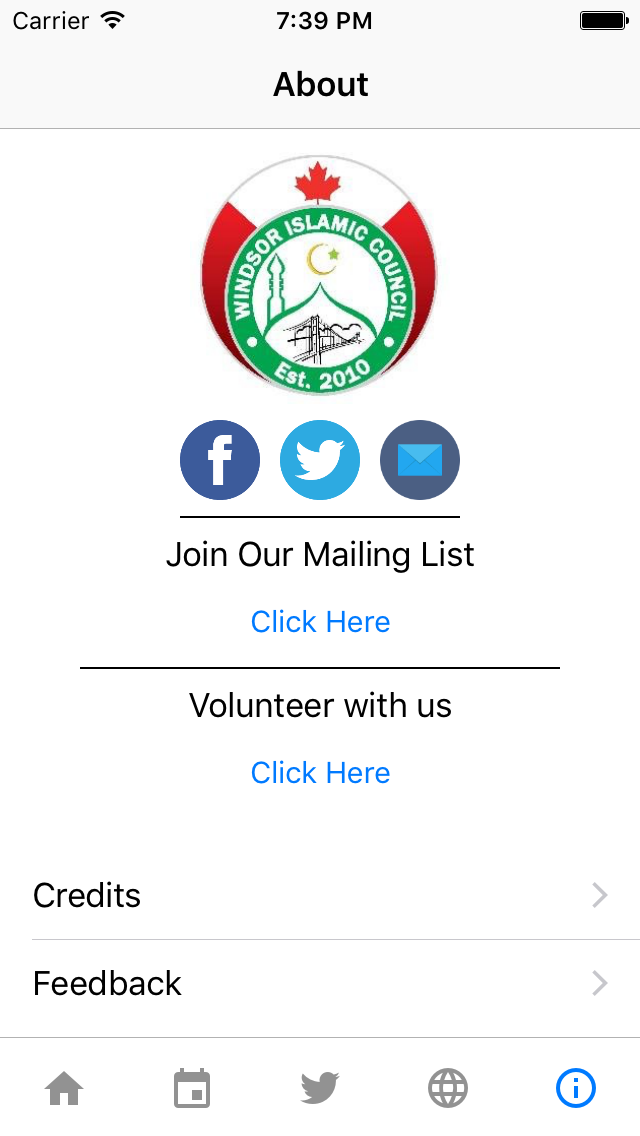 Carrier 7:39 PM
About
WINDSOR ISLAMIC COUNCIL
Est. 2010
Join Our Mailing List
Click Here
Volunteer with us
Click Here
Credits
Feedback